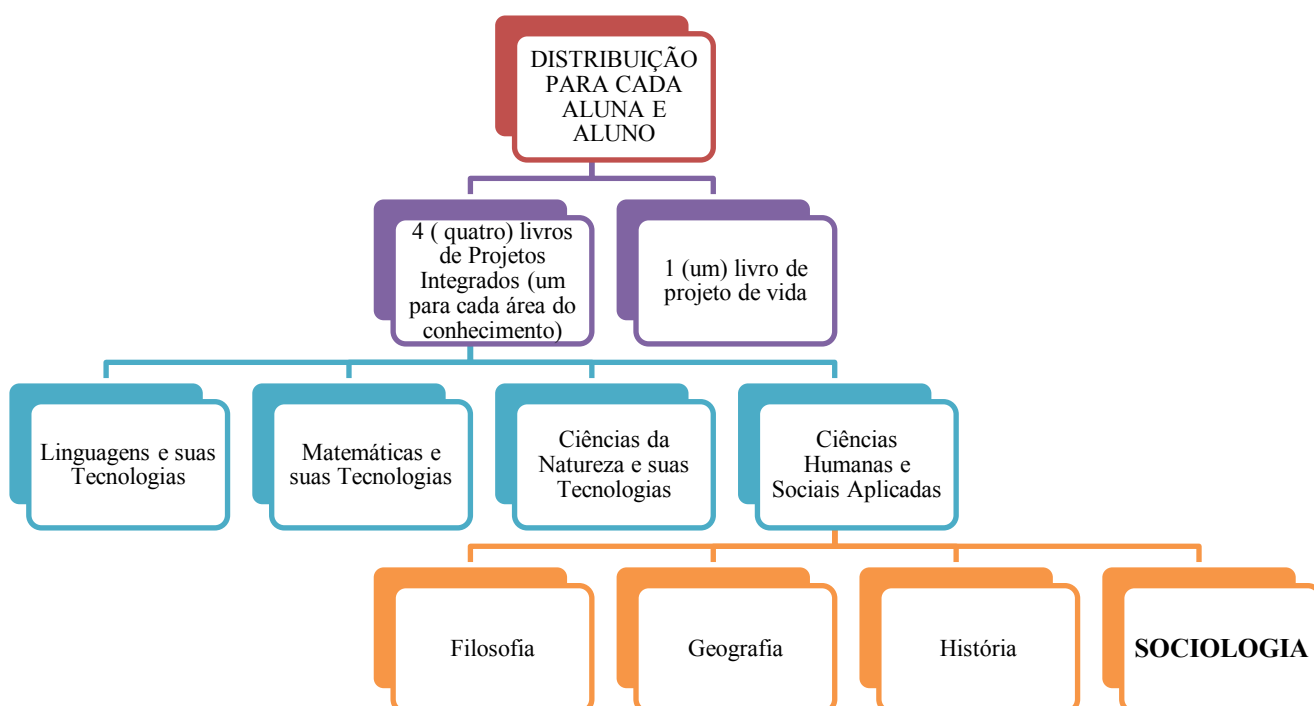 DISTRIBUIÇÃO
PARA CADA
ALUNA E
ALUNO
4 ( quatro) livros
de Projetos
Integrados (um
para cada área do
conhecimento)
1 (um) livro de
projeto de vida
Linguagens e suas
Tecnologias
Matemáticas e
suas Tecnologias
Ciências da
Natureza e suas
Tecnologias
Ciências
Humanas e
Sociais Aplicadas
Filosofia
Geografia
História
SOCIOLOGIA